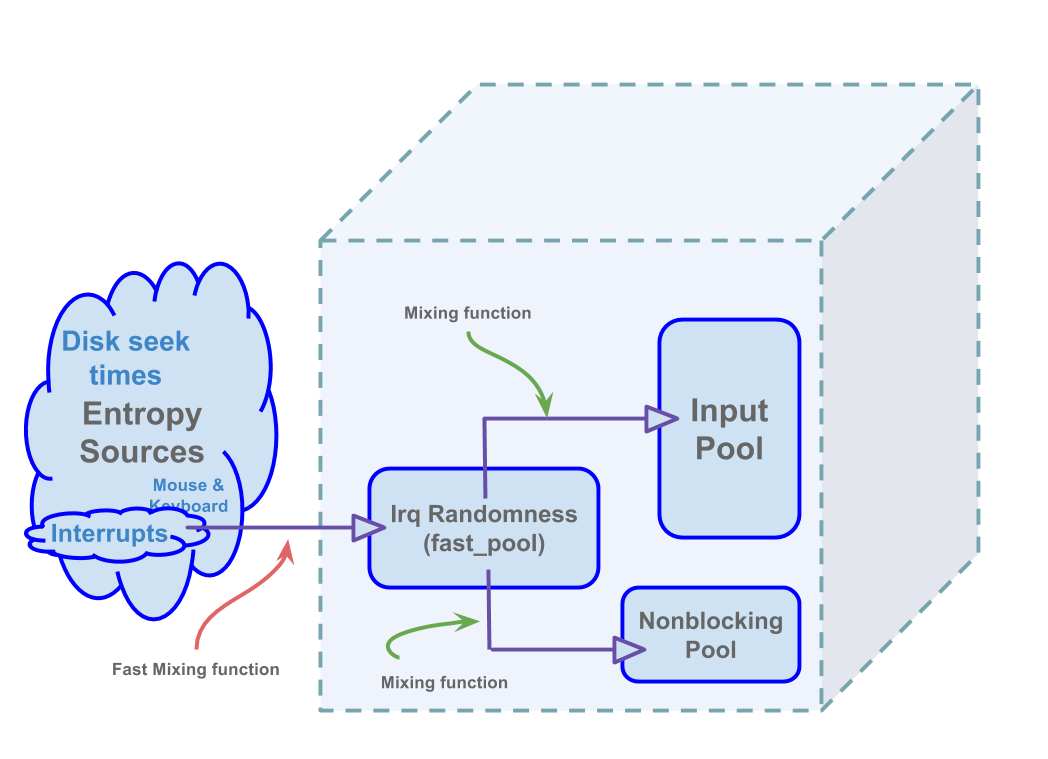 Mixing function
Disk seek
times
Entropy
Sources
Mouse &
Keyboard
Interrupts
Input
Pool
Irq Randomness
(fast_pool)
Nonblocking
Pool
Fast Mixing function
Mixing function